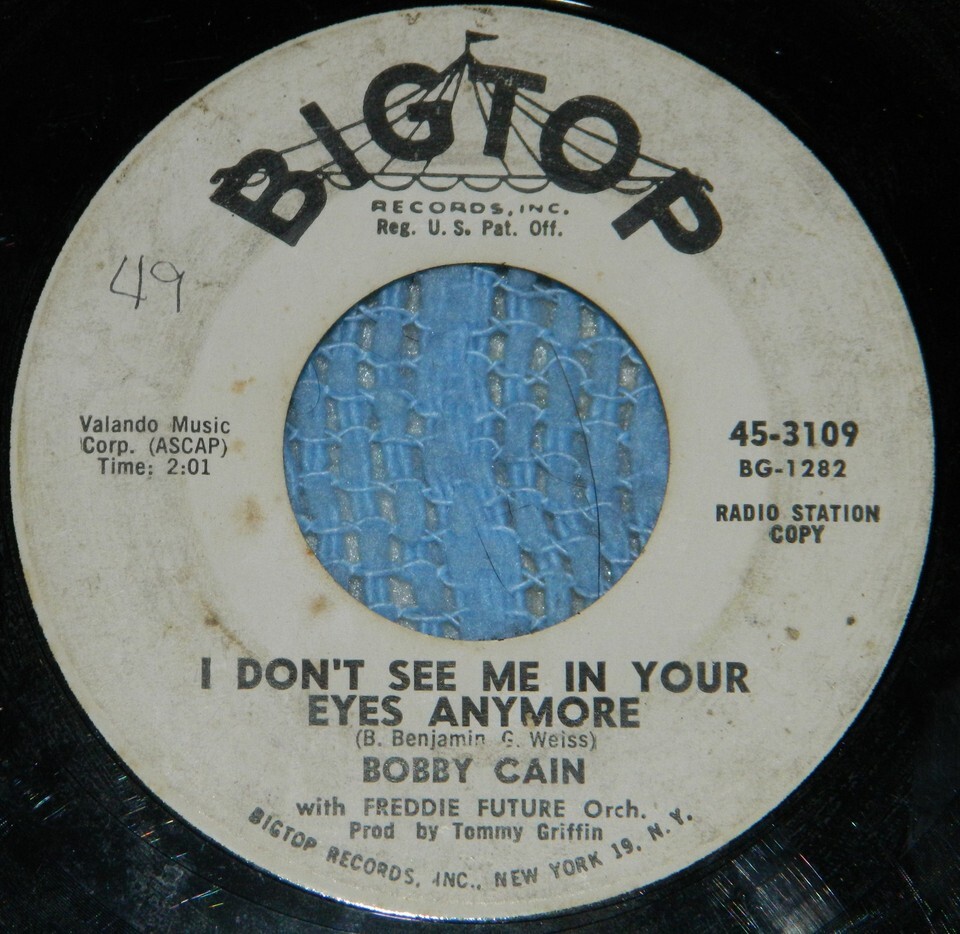 BIGTOP
RECORDS, INC.
Reg. U. S. Pat. Off.
49
Valando Music
Corp. (ASCAP)
Time: 2:01
45-3109
BG-1282
RADIO STATION
COPY
I DON'T SEE ME IN YOUR
EYES ANYMORE
(B. Benjamin G. Weiss)
BOBBY CAIN
with FREDDIE FUTURE Orch.
Prod by Tommy Griffin
BIGTOP RECORDS, INC., NEW YORK 19, N. Y.